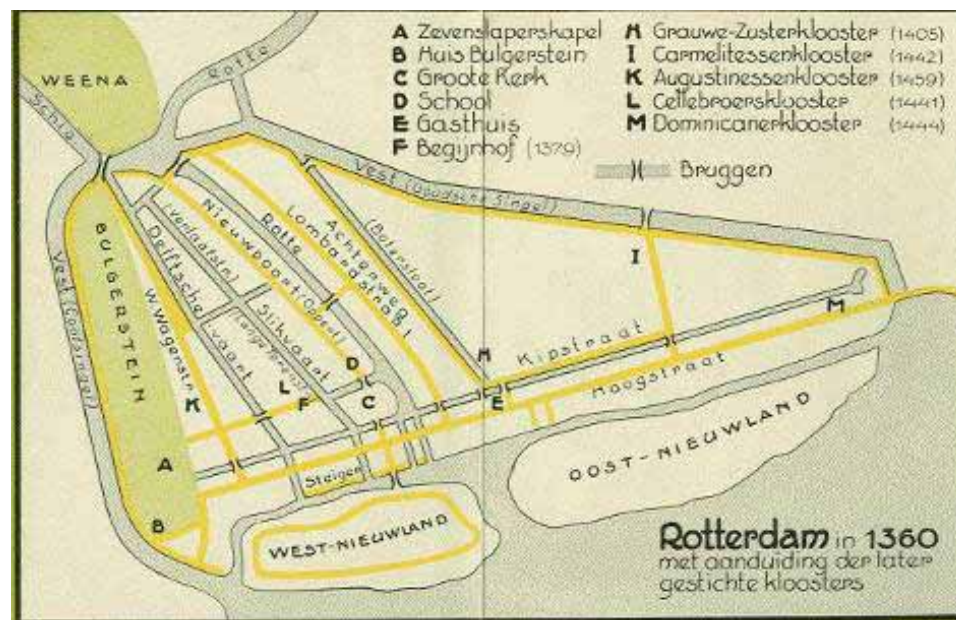 A Zevenslaperskapel
B Huis Bulgerstein
C Groote Kerk
D School
E Gasthuis
F Begijnhof (1379)
H Grauwe-Zusterklooster (1405)
I Carmelitessenklooster (1442)
K Augustinessenklooster (1459)
L Cellebroersklooster (1441)
M Dominicanerklooster (1444)
Bruggen
WEENA
Rotte
Schie
Vest (Goudsche Singel)
BULGERSTEIN
Vest (Coolsingel)
W. Wagenstr.
Delftsche vaart
Slikvaart
Nieuwpoort
Rotte
Lombardstraat
Achterweg
(Botersloot)
Kipstraat
Hoogstraat
I
M
H
E
D
C
L
F
K
A
B
Steiger
WEST-NIEUWLAND
OOST-NIEUWLAND
Rotterdam in 1360
met aanduiding der later
gestichte kloosters